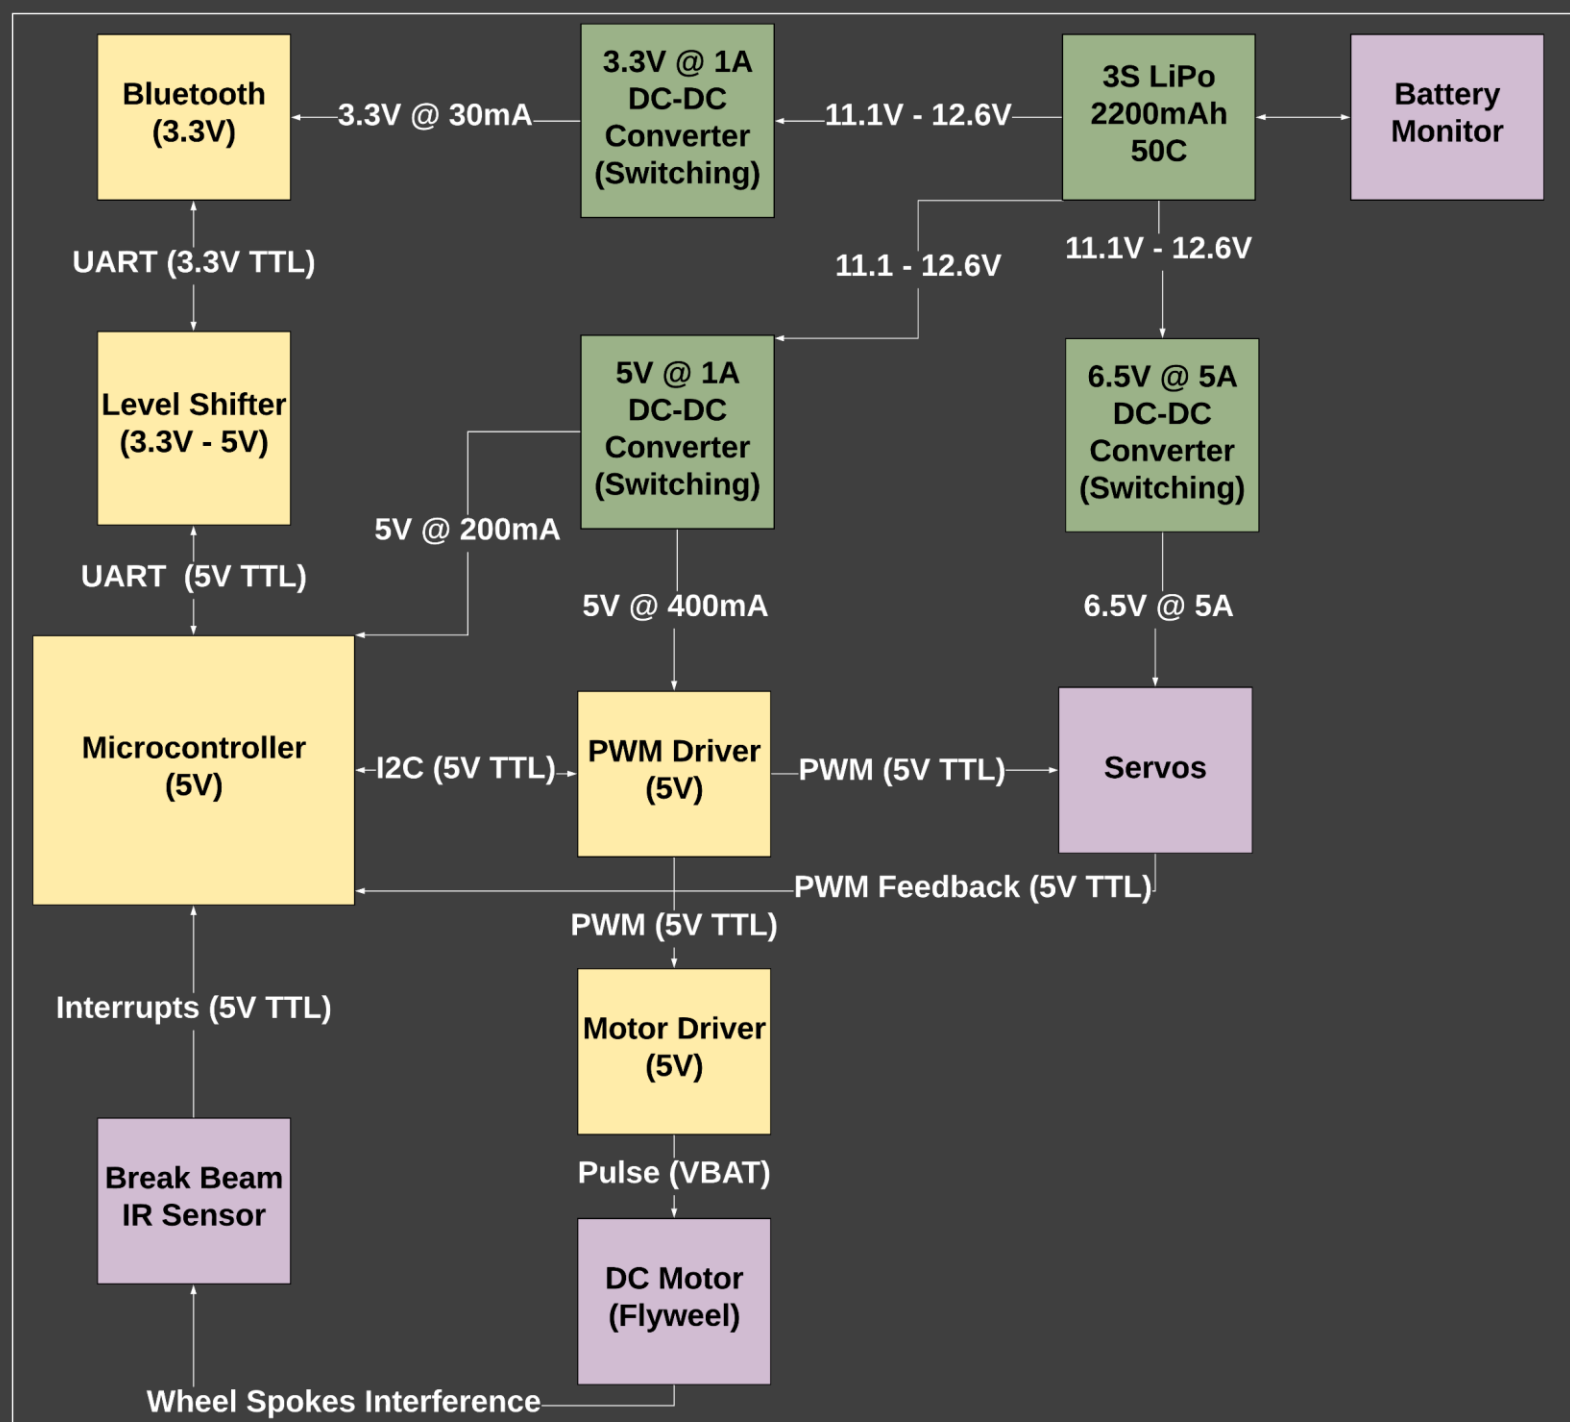 Bluetooth
(3.3V)
3.3V @ 30mA
3.3V @ 1A
DC-DC
Converter
(Switching)
11.1V - 12.6V
3S LiPo
2200mAh
50C
Battery
Monitor
UART (3.3V TTL)
11.1 - 12.6V
11.1V - 12.6V
Level Shifter
(3.3V - 5V)
5V @ 1A
DC-DC
Converter
(Switching)
6.5V @ 5A
DC-DC
Converter
(Switching)
5V @ 200mA
UART  (5V TTL)
5V @ 400mA
6.5V @ 5A
Microcontroller
(5V)
I2C (5V TTL)
PWM Driver
(5V)
PWM (5V TTL)
Servos
PWM Feedback (5V TTL)
PWM (5V TTL)
Interrupts (5V TTL)
Motor Driver
(5V)
Pulse (VBAT)
Break Beam
IR Sensor
DC Motor
(Flyweel)
Wheel Spokes Interference